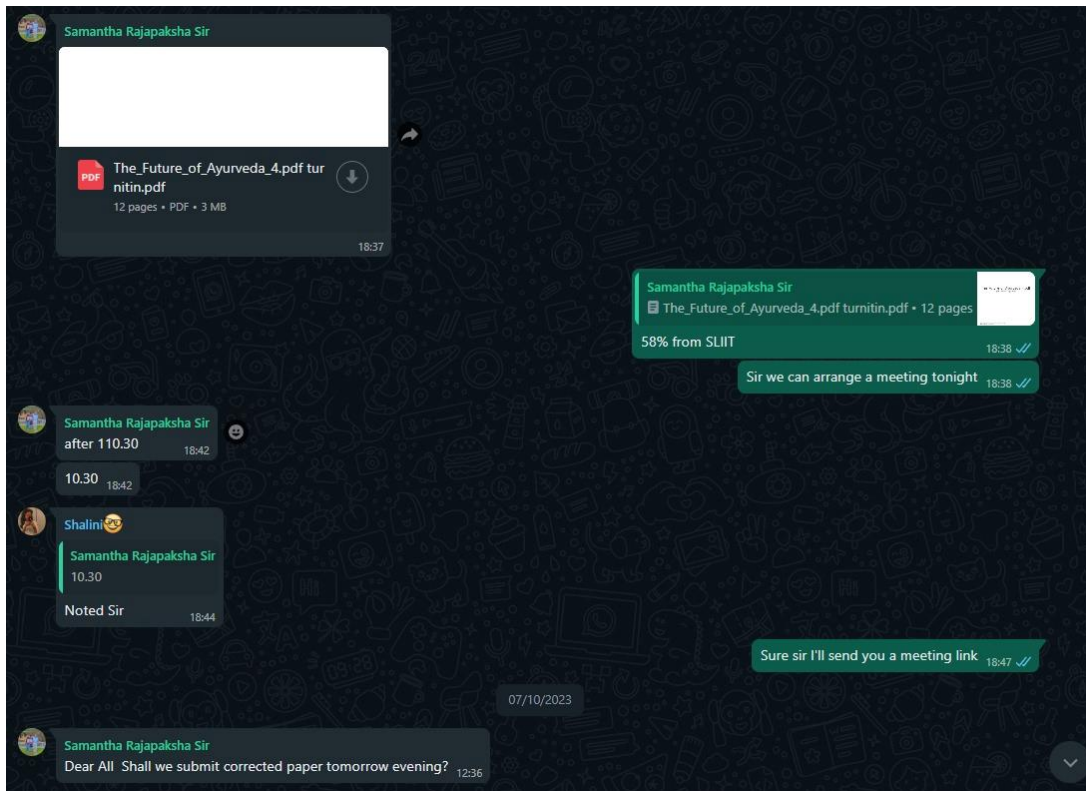 Samantha Rajapaksha Sir
PDF
The_Future_of_Ayurveda_4.pdf tur
nitin.pdf
12 pages • PDF • 3 MB
18:37
Samantha Rajapaksha Sir
The_Future_of_Ayurveda_4.pdf turnitin.pdf • 12 pages
58% from SLIIT
18:38
Sir we can arrange a meeting tonight 18:38
Samantha Rajapaksha Sir
after 110.30
18:42
10.30 18:42
Shalini🤓
Samantha Rajapaksha Sir
10.30
Noted Sir
18:44
Sure sir I'll send you a meeting link 18:47
07/10/2023
Samantha Rajapaksha Sir
Dear All  Shall we submit corrected paper tomorrow evening? 12:36